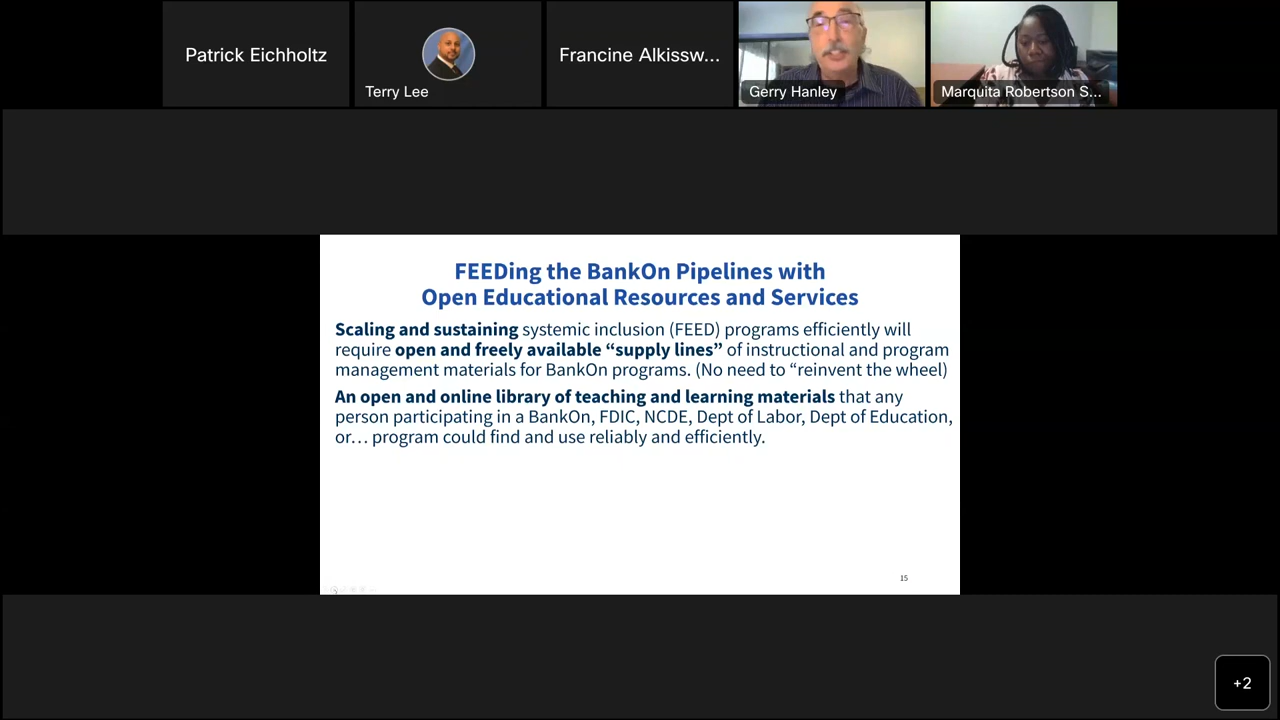 Patrick Eichholtz
Terry Lee
Francine Alkissw...
Gerry Hanley
Marquita Robertson S...
FEEDing the BankOn Pipelines with
Open Educational Resources and Services
Scaling and sustaining systemic inclusion (FEED) programs efficiently will
require open and freely available “supply lines” of instructional and program
management materials for BankOn programs. (No need to “reinvent the wheel)
An open and online library of teaching and learning materials that any
person participating in a BankOn, FDIC, NCDE, Dept of Labor, Dept of Education,
or… program could find and use reliably and efficiently.
15
+2